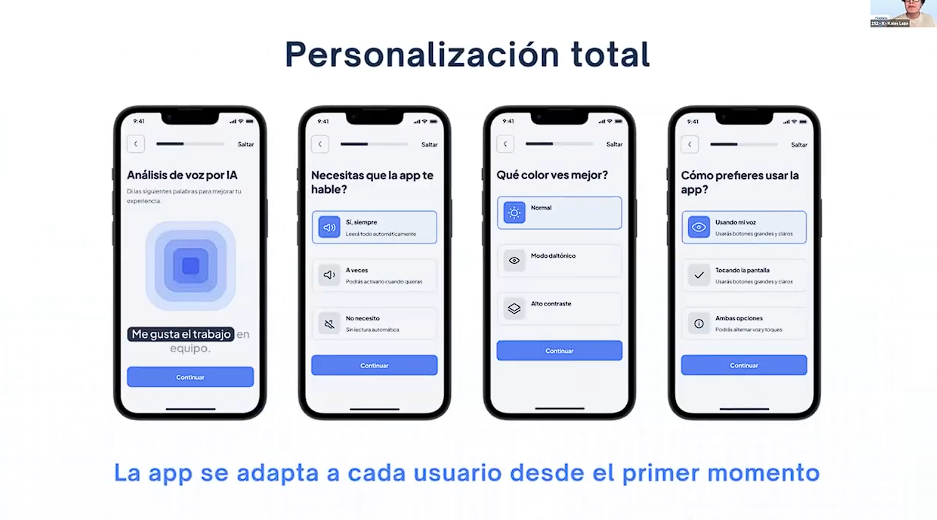 Personalización total
9:41
Saltar
Análisis de voz por IA
Di las siguientes palabras para mejorar tu
experiencia.
Me gusta el trabajo en
equipo.
Continuar
9:41
Saltar
Necesitas que la app te
hable?
Sí, siempre
Leerá todo automáticamente
A veces
Podrás activarlo cuando quieras
No necesito
Sin lectura automática
Continuar
9:41
Saltar
Qué color ves mejor?
Normal
Modo daltónico
Alto contraste
Continuar
9:41
Saltar
Cómo prefieres usar la
app?
Usando mi voz
Usarás botones grandes y claros
Tocando la pantalla
Usarás botones grandes y claros
Ambas opciones
Podrás alternar voz y toques
Continuar
La app se adapta a cada usuario desde el primer momento